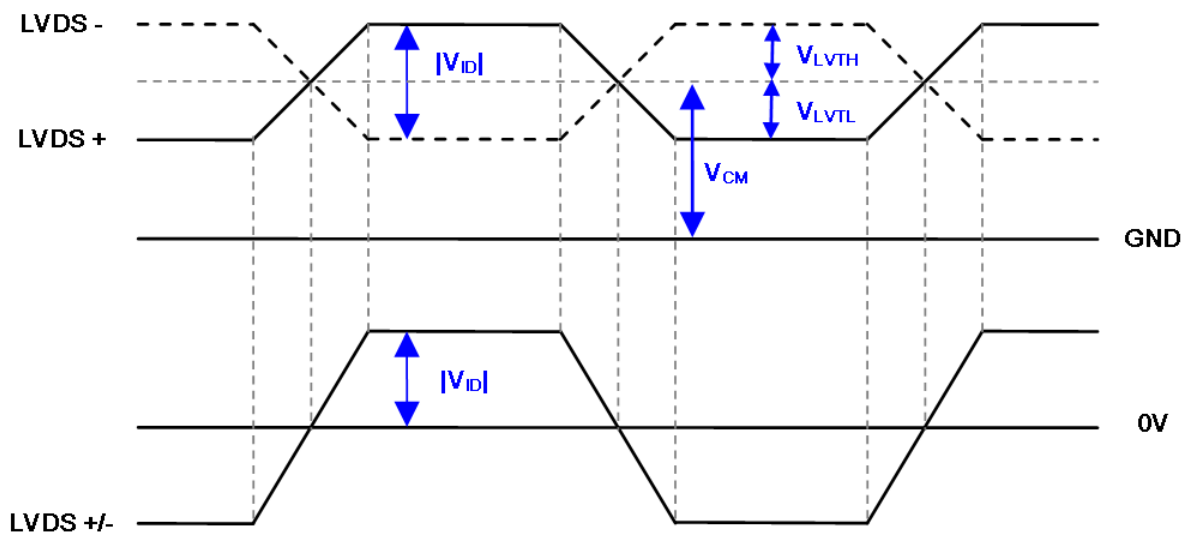 LVDS -
|VID|
VLVTH
LVDS +
VLVTL
VCM
GND
|VID|
0V
LVDS +/-